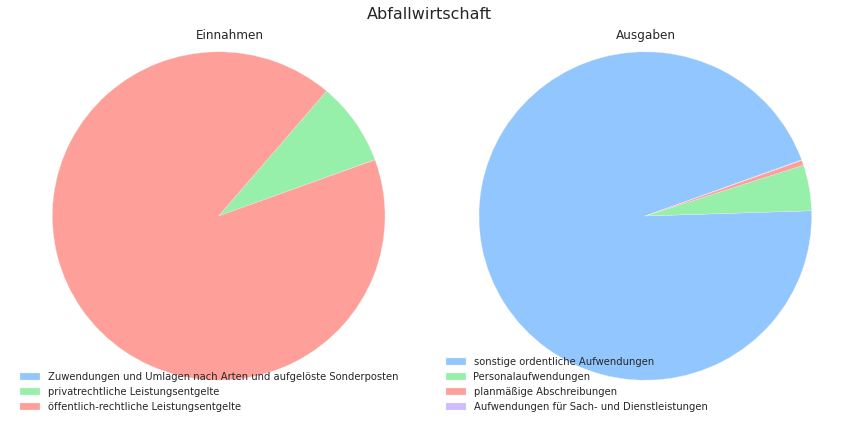 Abfallwirtschaft
Einnahmen
Zuwendungen und Umlagen nach Arten und aufgelöste Sonderposten
privatrechtliche Leistungsentgelte
öffentlich-rechtliche Leistungsentgelte
Ausgaben
sonstige ordentliche Aufwendungen
Personalaufwendungen
planmäßige Abschreibungen
Aufwendungen für Sach- und Dienstleistungen